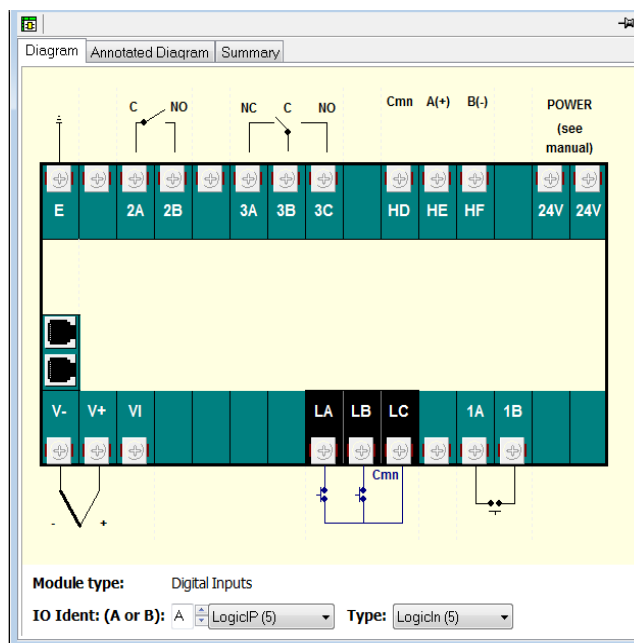 Diagram Annotated Diagram Summary
C NO NC C NO Cmn A(+) B(-) POWER
(see
manual)
E 2A 2B 3A 3B 3C HD HE HF 24V 24V
V- V+ VI LA LB LC 1A 1B
Cmn
- +
Module type: Digital Inputs
IO Ident: (A or B): A LogicIP (5) Type: LogicIn (5)